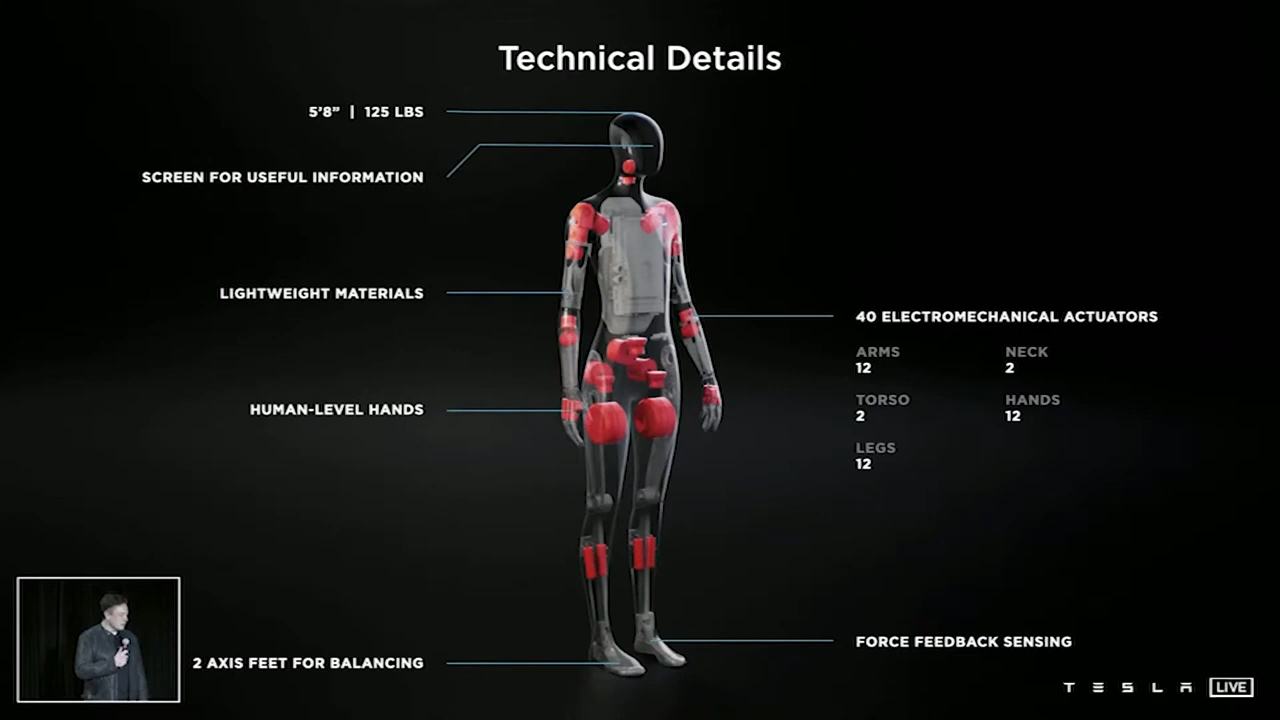 Technical Details
5'8" | 125 LBS
SCREEN FOR USEFUL INFORMATION
LIGHTWEIGHT MATERIALS
HUMAN-LEVEL HANDS
2 AXIS FEET FOR BALANCING
40 ELECTROMECHANICAL ACTUATORS
ARMS NECK
12 2
TORSO HANDS
2 12
LEGS
12
FORCE FEEDBACK SENSING
TESLA LIVE